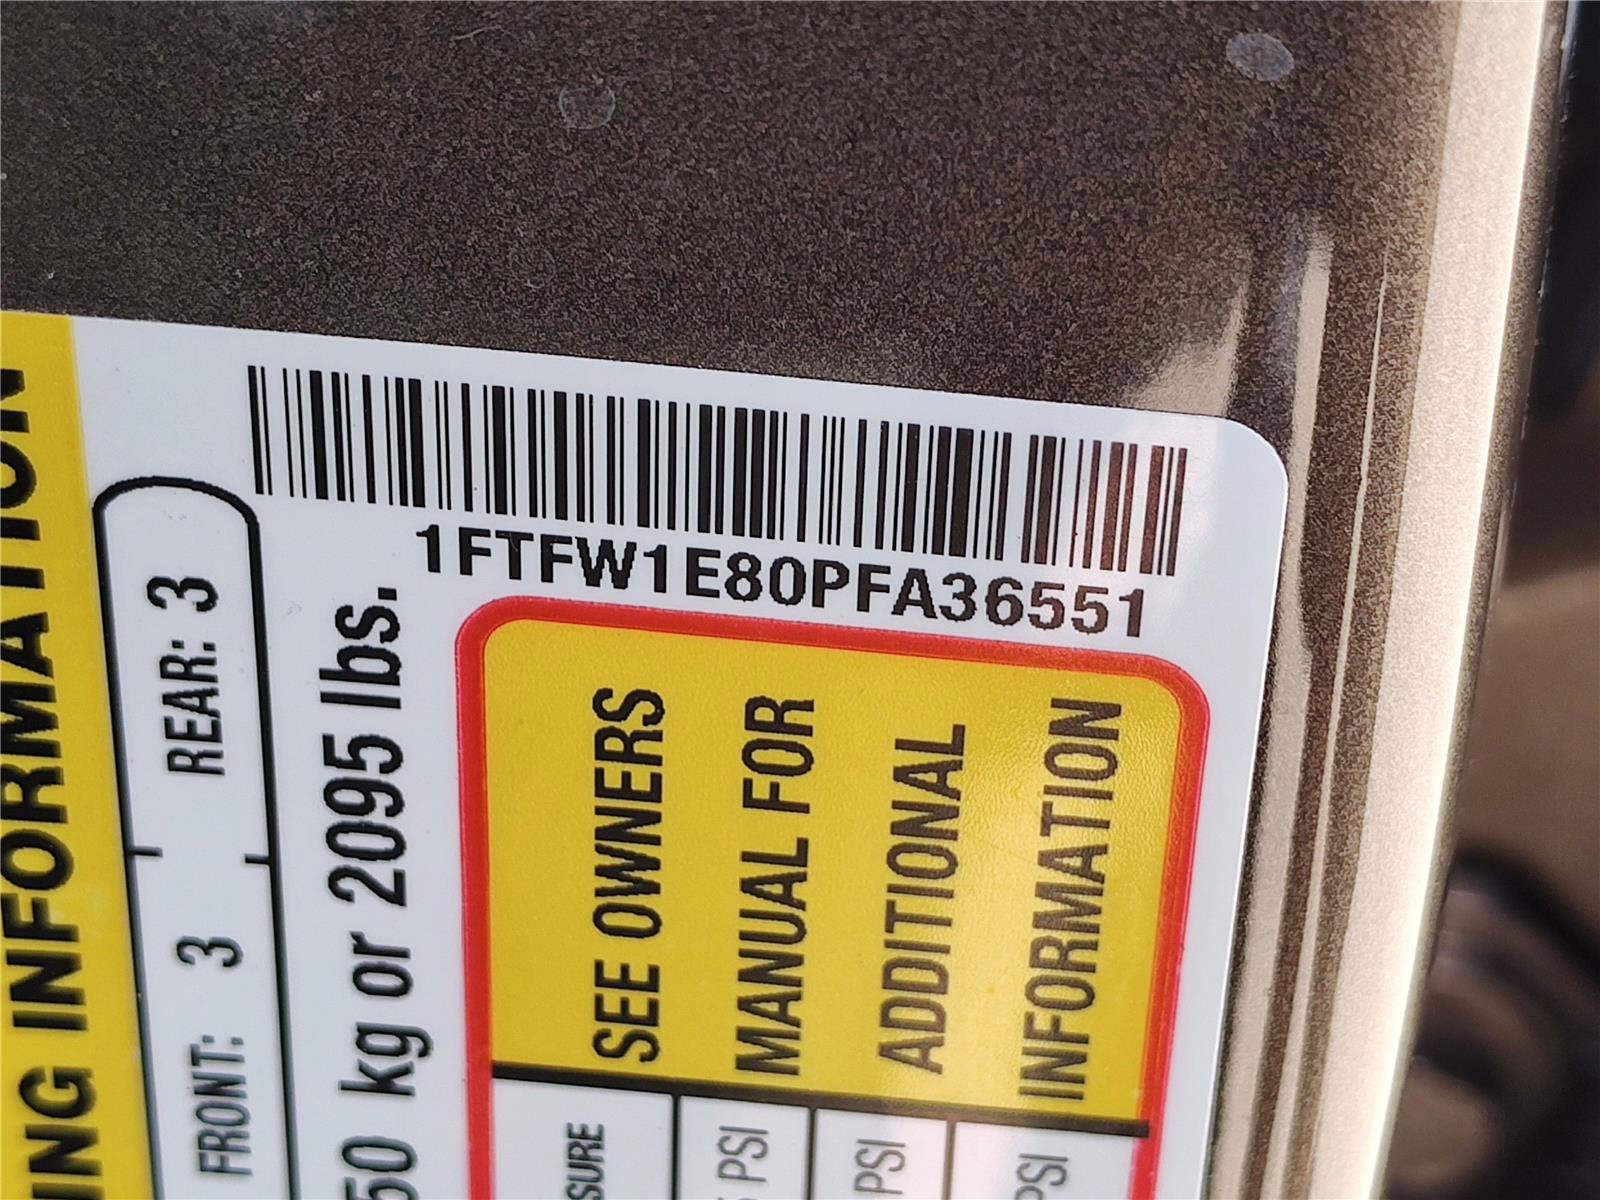 1FTFW1E80PFA36551
ING INFORMATION
FRONT: 3 REAR: 3
50 kg or 2095 lbs.
SEE OWNERS
MANUAL FOR
ADDITIONAL
INFORMATION
SURE
5 PSI
PSI
PSI